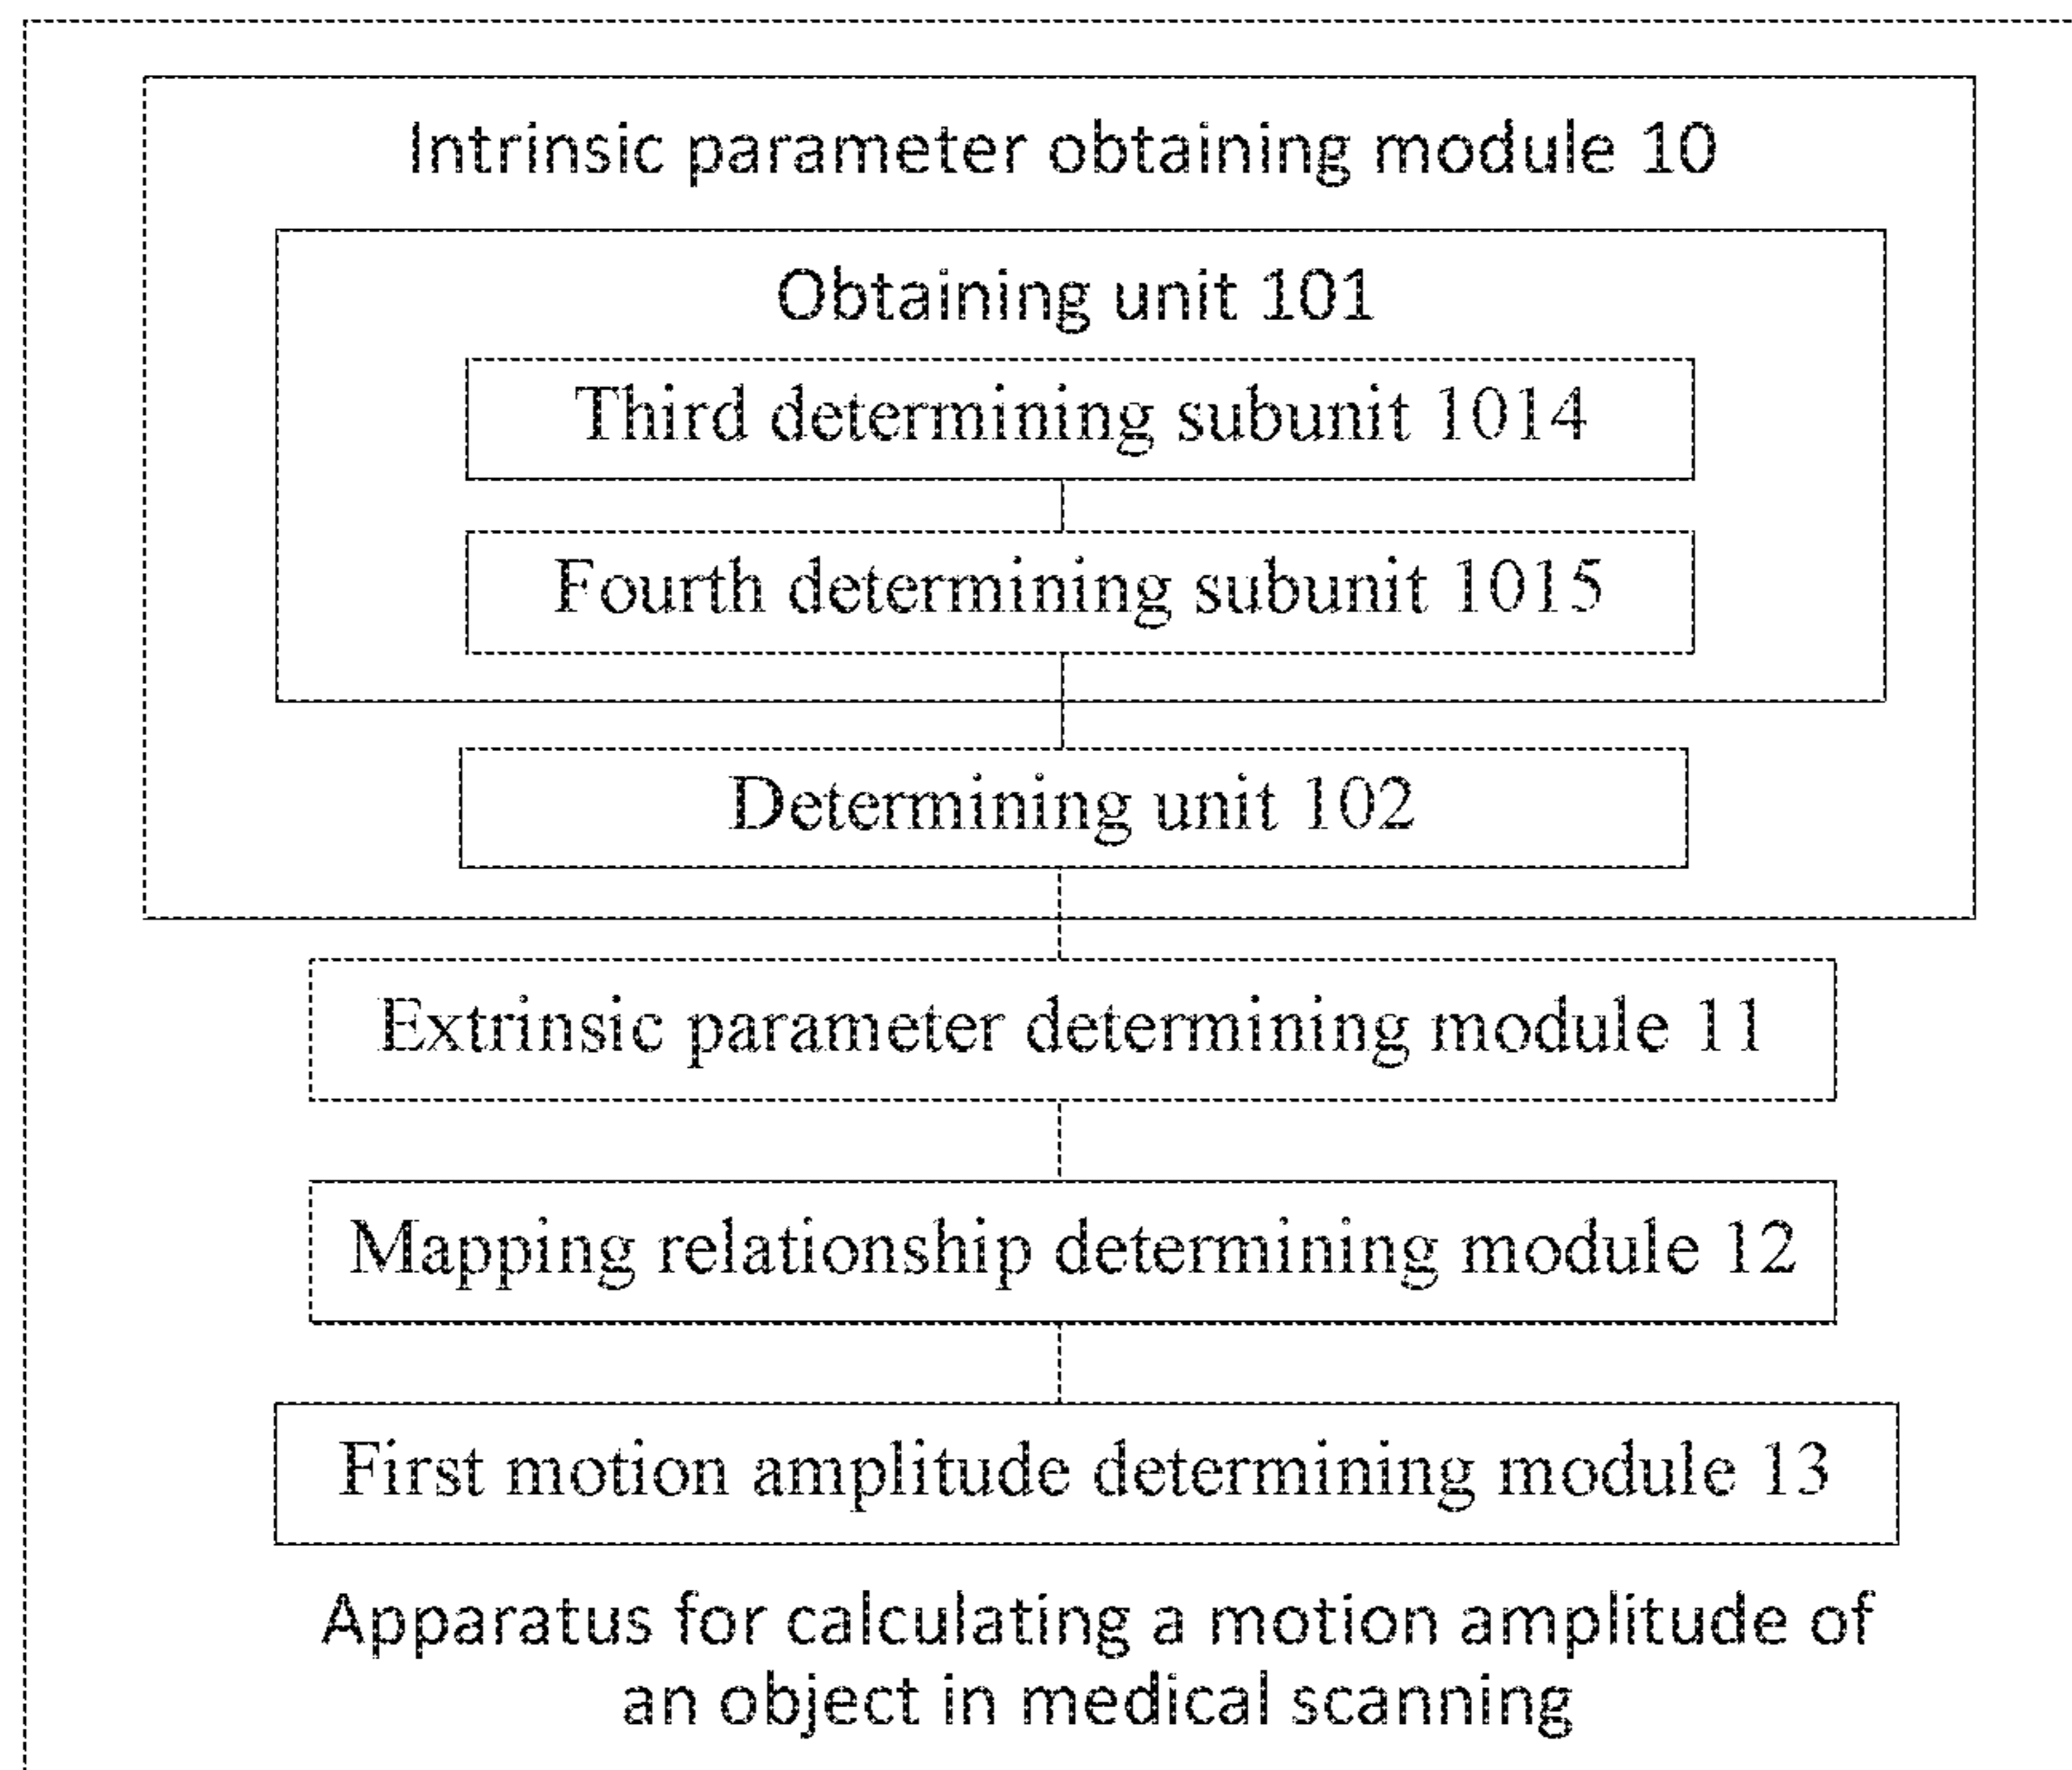 Intrinsic parameter obtaining module 10
Obtaining unit 101
Third determining subunit 1014
Fourth determining subunit 1015
Determining unit 102
Extrinsic parameter determining module 11
Mapping relationship determining module 12
First motion amplitude determining module 13
Apparatus for calculating a motion amplitude of
an object in medical scanning